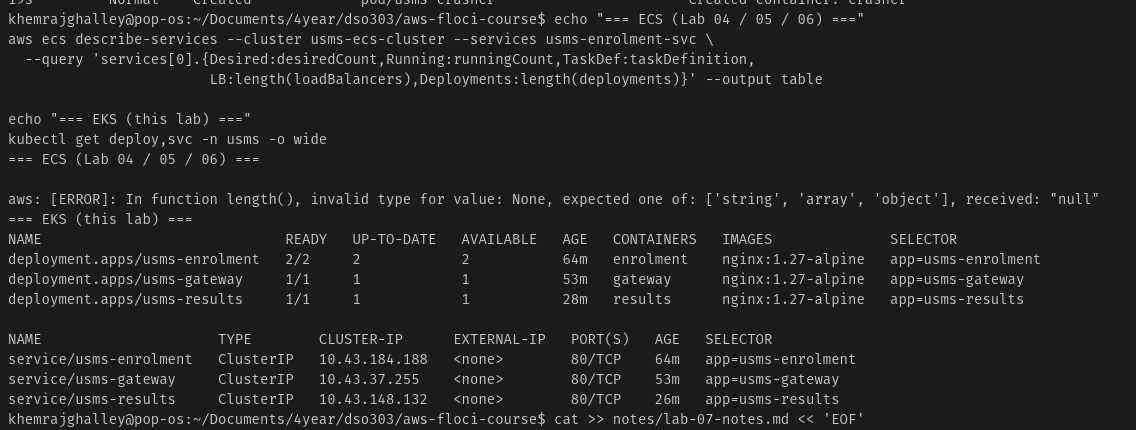 19s Normal Created pod/usms-crasher Created container: crasher
khemrajghalley@pop-os:~/Documents/4year/dso303/aws-floci-course$ echo "=== ECS (Lab 04 / 05 / 06) ==="
aws ecs describe-services --cluster usms-ecs-cluster --services usms-enrolment-svc \
  --query 'services[0].{Desired:desiredCount,Running:runningCount,TaskDef:taskDefinition,
                        LB:length(loadBalancers),Deployments:length(deployments)}' --output table

echo "=== EKS (this lab) ==="
kubectl get deploy,svc -n usms -o wide
=== ECS (Lab 04 / 05 / 06) ===

aws: [ERROR]: In function length(), invalid type for value: None, expected one of: ['string', 'array', 'object'], received: "null"
=== EKS (this lab) ===
NAME                             READY   UP-TO-DATE   AVAILABLE   AGE   CONTAINERS   IMAGES              SELECTOR
deployment.apps/usms-enrolment   2/2     2            2           64m   enrolment    nginx:1.27-alpine   app=usms-enrolment
deployment.apps/usms-gateway     1/1     1            1           53m   gateway      nginx:1.27-alpine   app=usms-gateway
deployment.apps/usms-results     1/1     1            1           28m   results      nginx:1.27-alpine   app=usms-results

NAME                     TYPE        CLUSTER-IP      EXTERNAL-IP   PORT(S)   AGE   SELECTOR
service/usms-enrolment   ClusterIP   10.43.184.188   <none>        80/TCP    64m   app=usms-enrolment
service/usms-gateway     ClusterIP   10.43.37.255    <none>        80/TCP    53m   app=usms-gateway
service/usms-results     ClusterIP   10.43.148.132   <none>        80/TCP    26m   app=usms-results
khemrajghalley@pop-os:~/Documents/4year/dso303/aws-floci-course$ cat >> notes/lab-07-notes.md << 'EOF'